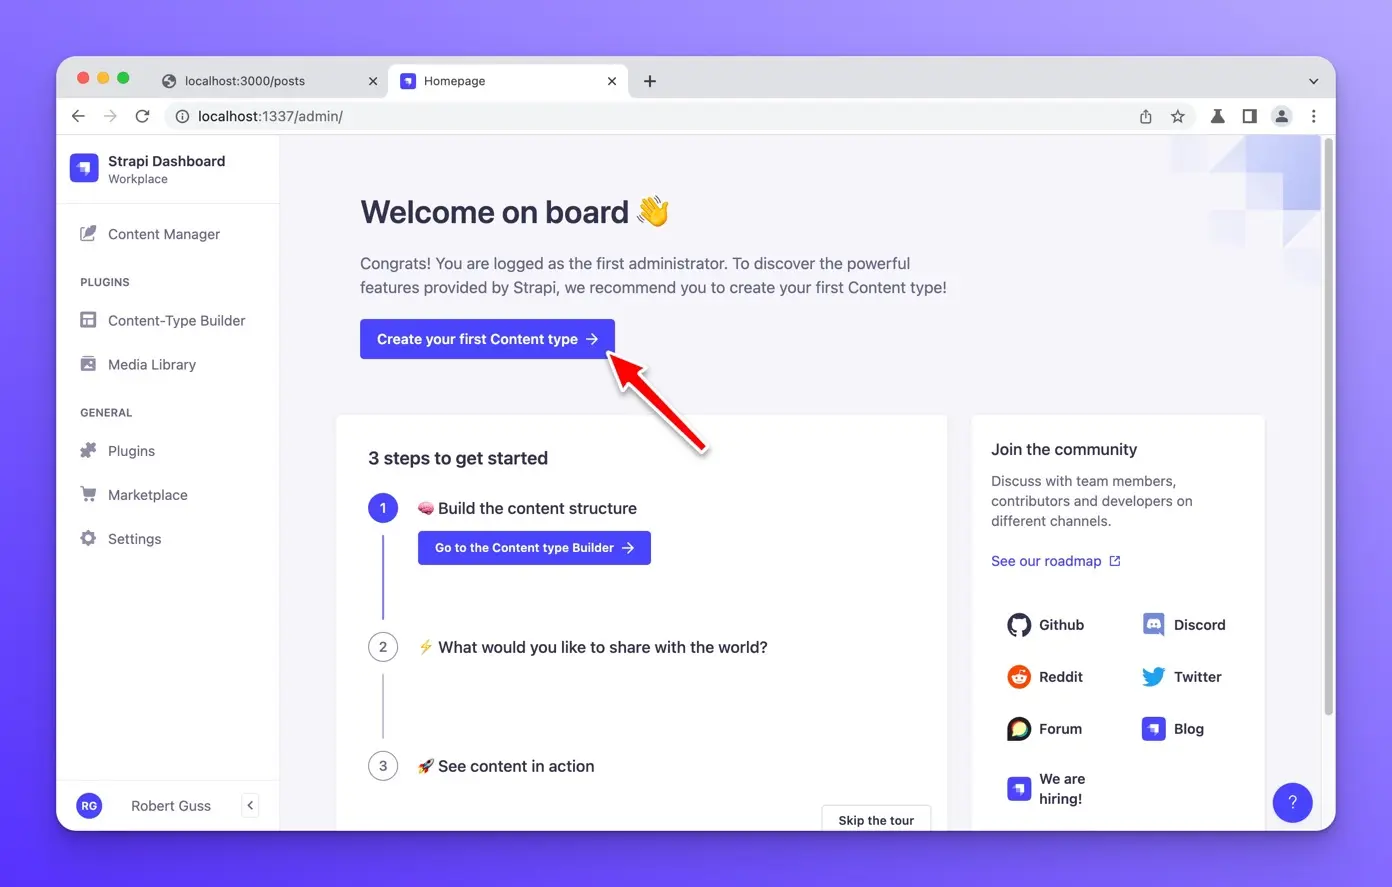 localhost:3000/posts
Homepage
localhost:1337/admin/
Strapi Dashboard
Workplace
Content Manager
PLUGINS
Content-Type Builder
Media Library
GENERAL
Plugins
Marketplace
Settings
RG
Robert Guss
Welcome on board 👋
Congrats! You are logged as the first administrator. To discover the powerful
features provided by Strapi, we recommend you to create your first Content type!
Create your first Content type →
3 steps to get started
1
🧠 Build the content structure
Go to the Content type Builder →
2
⚡ What would you like to share with the world?
3
🚀 See content in action
Skip the tour
Join the community
Discuss with team members,
contributors and developers on
different channels.
See our roadmap
Github
Discord
Reddit
Twitter
Forum
Blog
We are
hiring!
?